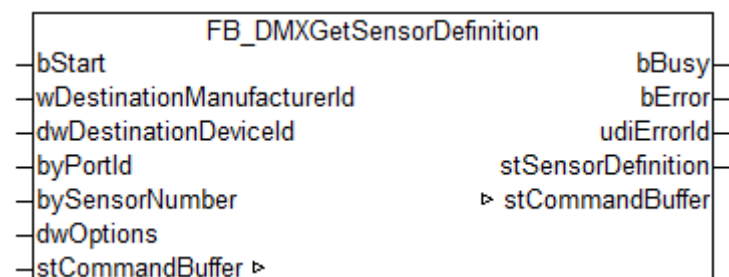 FB_DMXGetSensorDefinition
bStart bBusy
wDestinationManufacturerId bError
dwDestinationDeviceId udiErrorId
byPortId stSensorDefinition
bySensorNumber ▹ stCommandBuffer
dwOptions
stCommandBuffer ▹